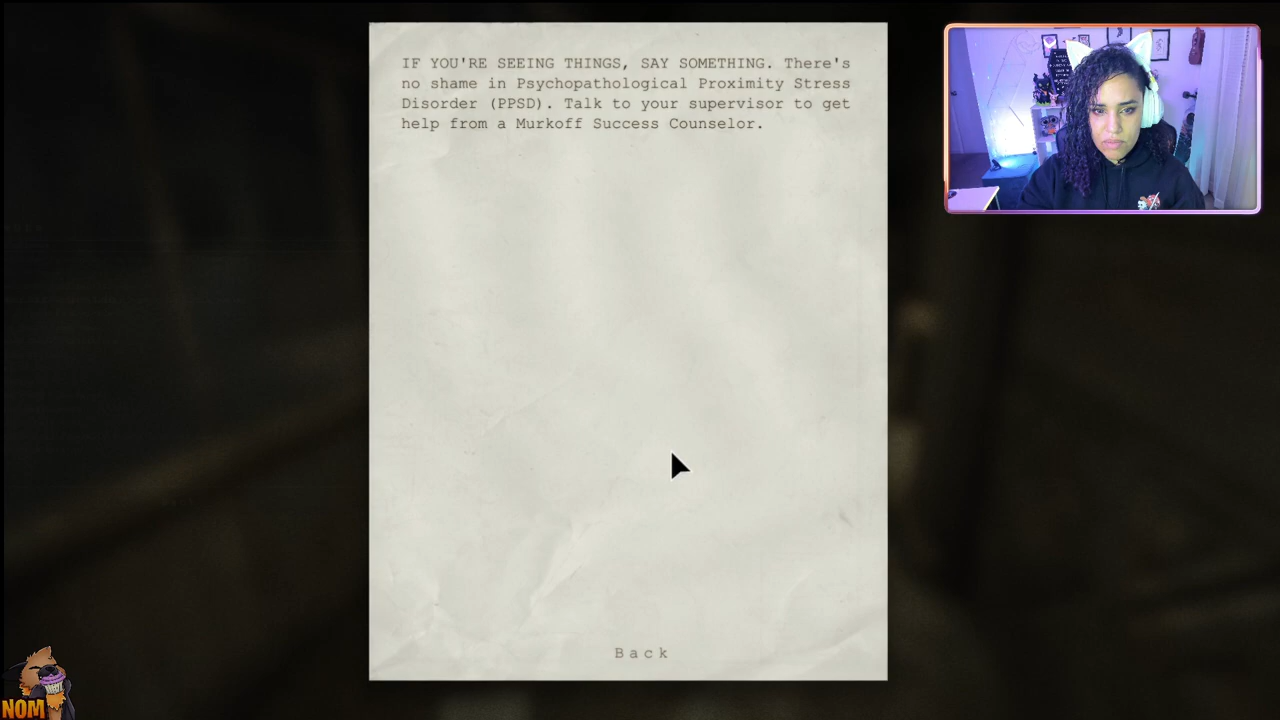 IF YOU'RE SEEING THINGS, SAY SOMETHING. There's
no shame in Psychopathological Proximity Stress
Disorder (PPSD). Talk to your supervisor to get
help from a Murkoff Success Counselor.
Back
NOM